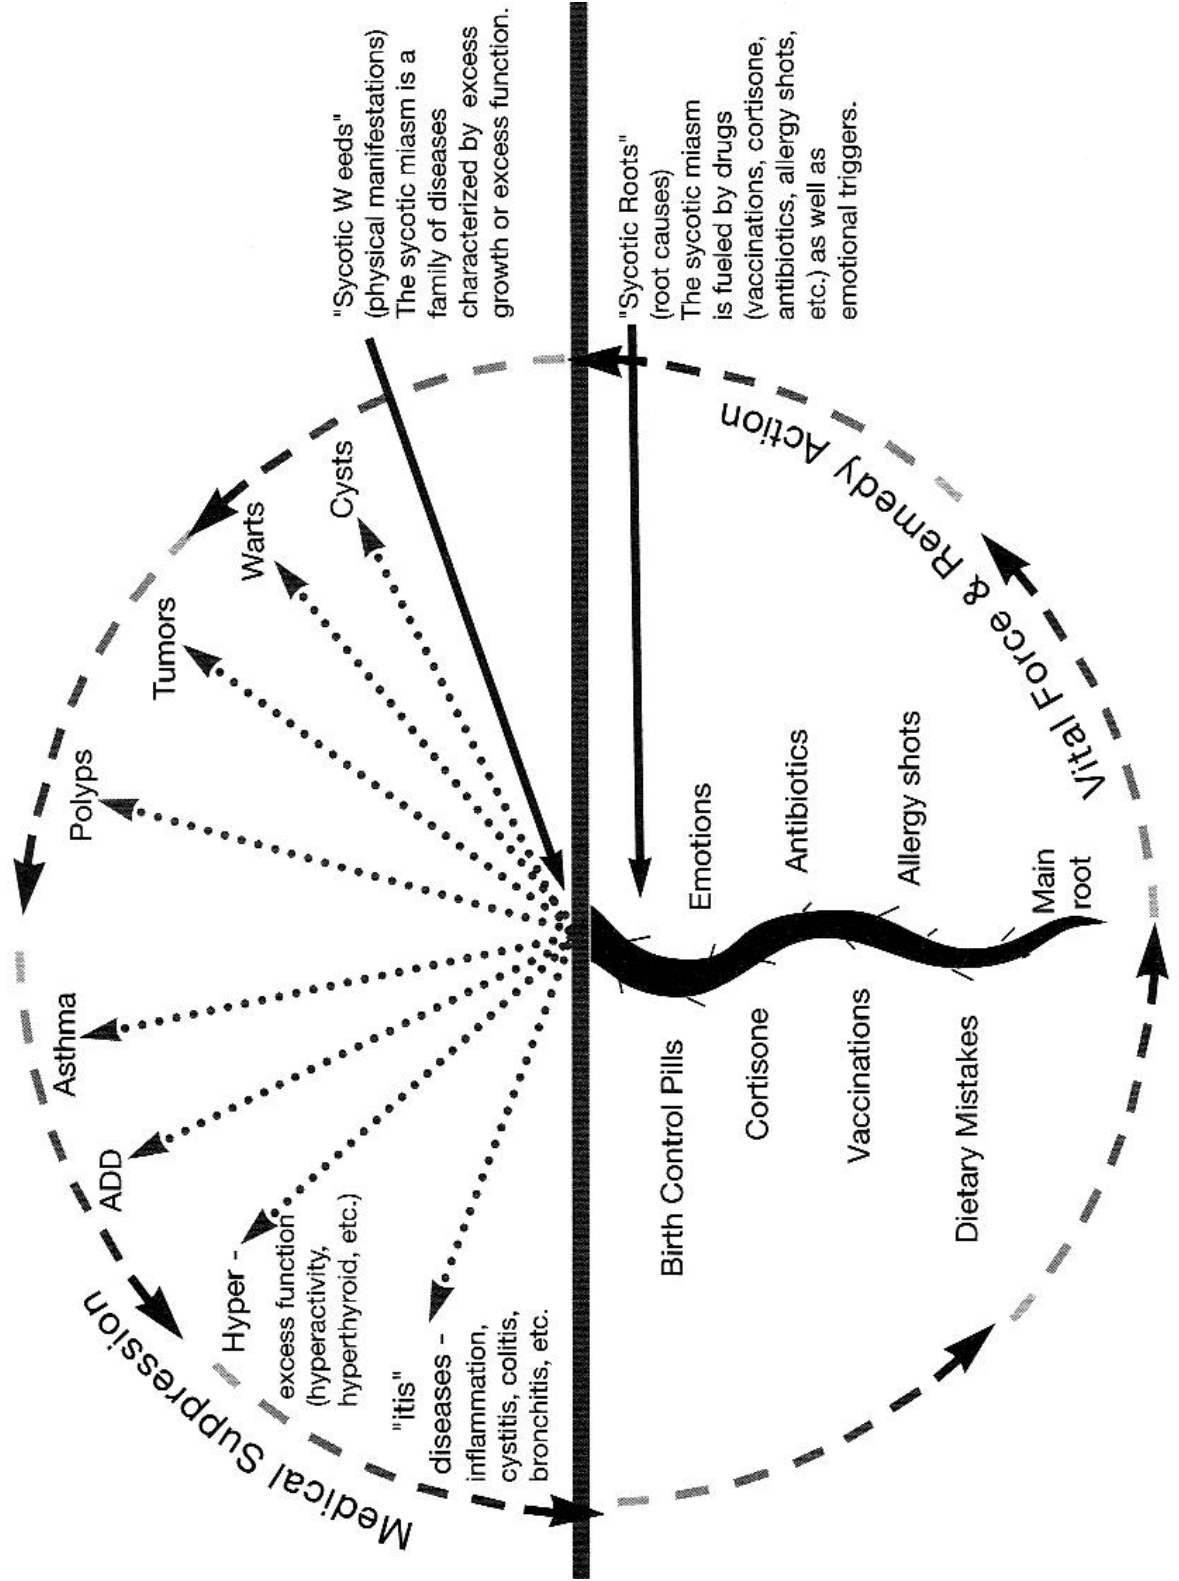 Medical Suppression
"itis"
diseases -
inflammation,
cystitis, colitis,
bronchitis, etc.
Hyper -
excess function
(hyperactivity,
hyperthyroid, etc.)
ADD
Asthma
Polyps
Tumors
Warts
Cysts
"Sycotic W eeds"
(physical manifestations)
The sycotic miasm is a
family of diseases
characterized by excess
growth or excess function.
"Sycotic Roots"
(root causes)
The sycotic miasm
is fueled by drugs
(vaccinations, cortisone,
antibiotics, allergy shots,
etc.) as well as
emotional triggers.
Birth Control Pills
Emotions
Cortisone
Antibiotics
Vaccinations
Allergy shots
Dietary Mistakes
Main
root
Vital Force & Remedy Action